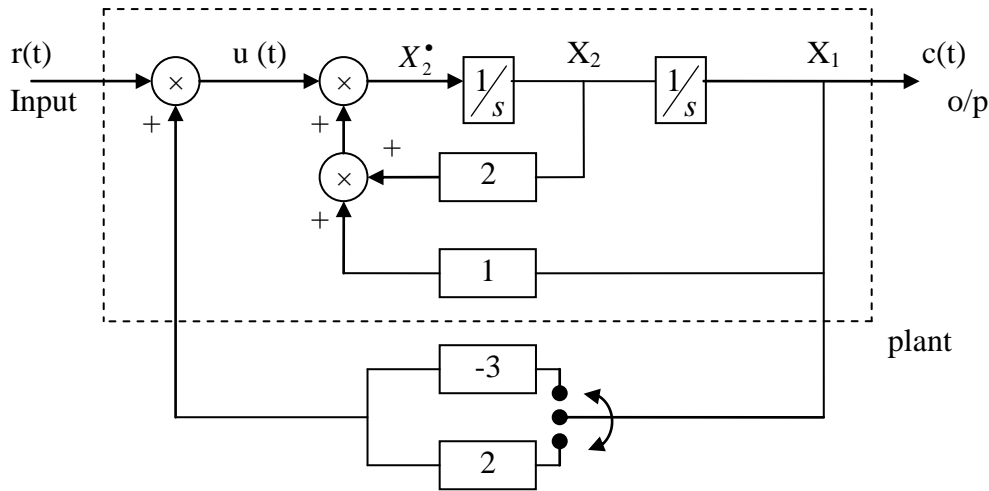 r(t)
Input
×
+
u (t)
×
+
X₂•
1/s
X₂
1/s
X₁
c(t)
o/p
×
+
+
2
1
plant
-3
2